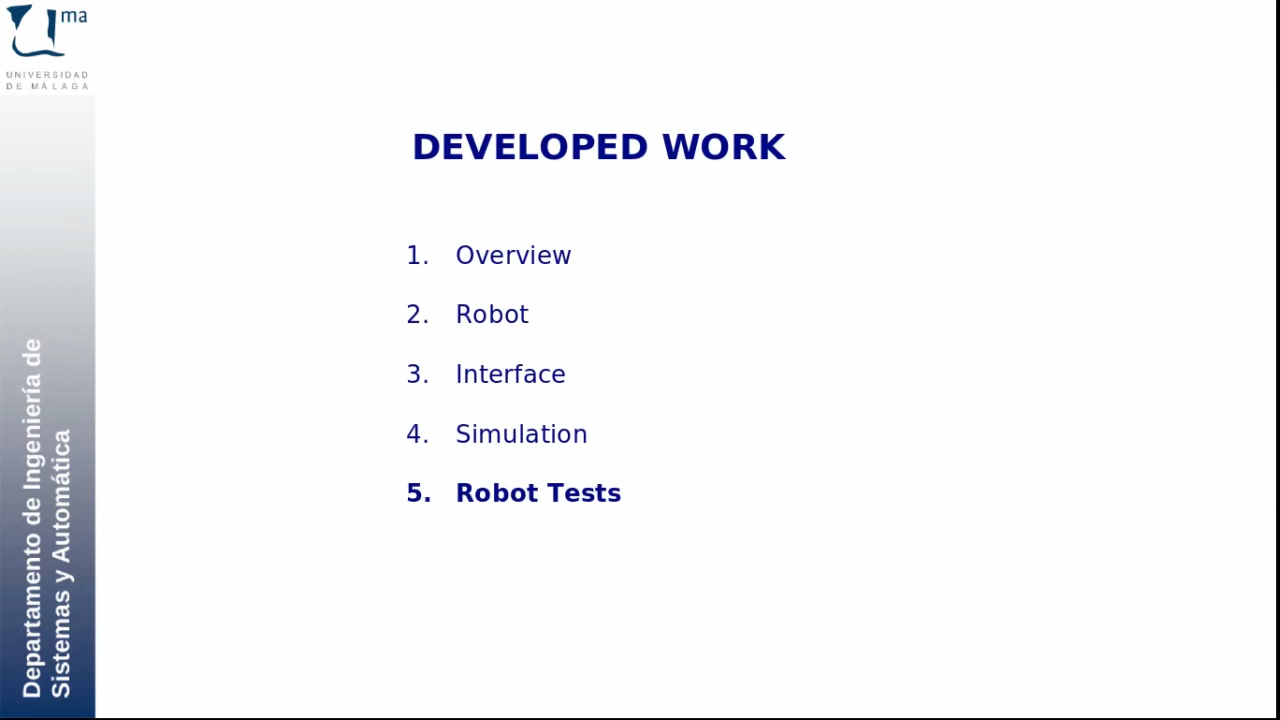 ma
UNIVERSIDAD
DE MÁLAGA
Departamento de Ingeniería de
Sistemas y Automática
DEVELOPED WORK
1. Overview
2. Robot
3. Interface
4. Simulation
5. Robot Tests